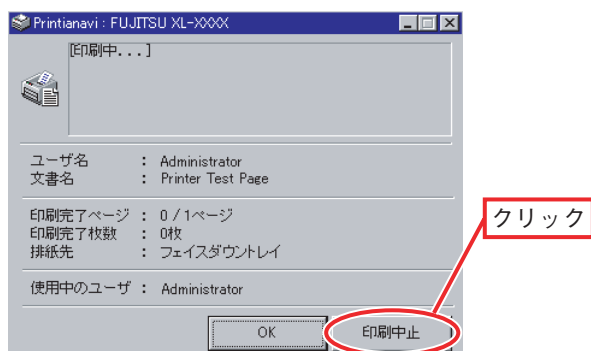 Printianavi : FUJITSU XL-XXXX
[印刷中...]
ユーザ名 : Administrator
文書名 : Printer Test Page
印刷完了ページ : 0 / 1ページ
印刷完了枚数 : 0枚
排紙先 : フェイスダウントレイ
クリック
使用中のユーザ : Administrator
OK 印刷中止